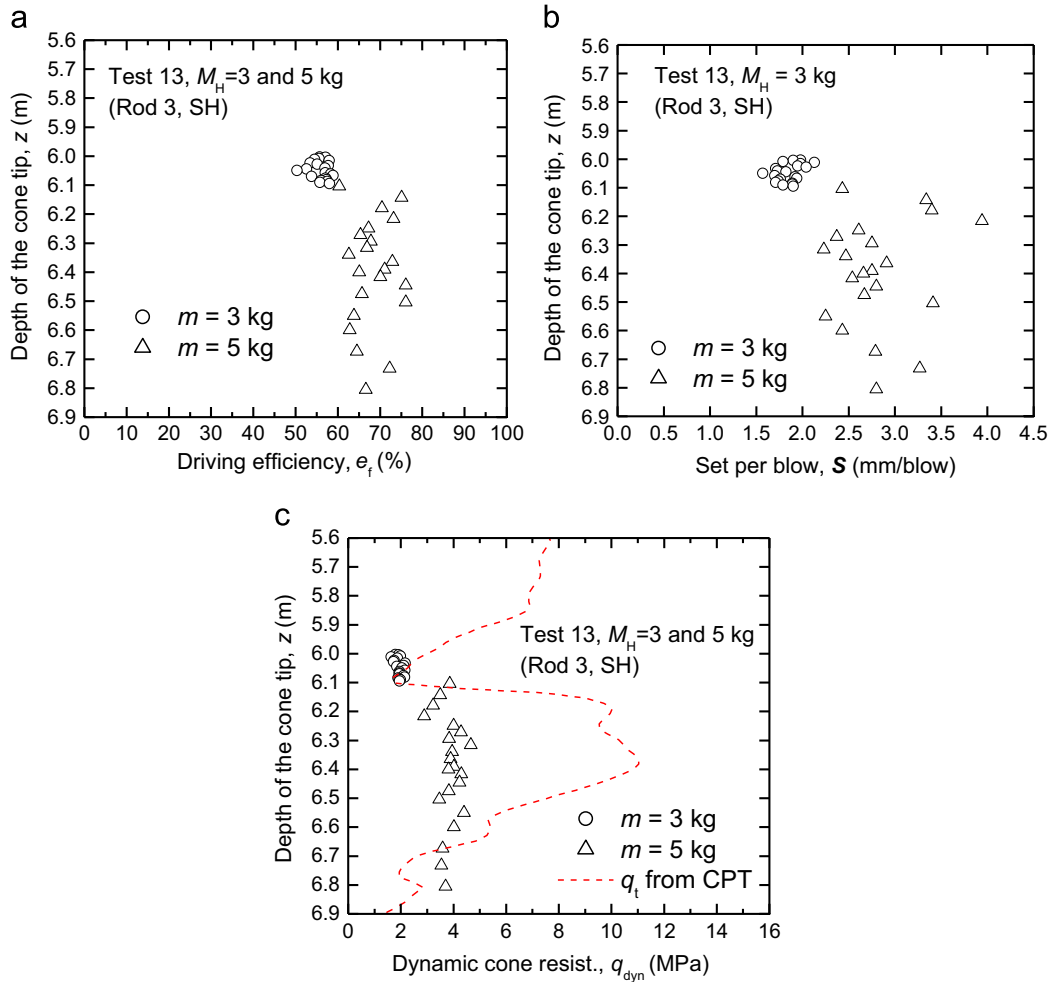 a
5.6
5.7
5.8
5.9
6.0
6.1
6.2
6.3
6.4
6.5
6.6
6.7
6.8
6.9
Depth of the cone tip, z (m)
Test 13, M_H=3 and 5 kg
(Rod 3, SH)
m = 3 kg
m = 5 kg
0 10 20 30 40 50 60 70 80 90 100
Driving efficiency, e_f (%)
b
5.6
5.7
5.8
5.9
6.0
6.1
6.2
6.3
6.4
6.5
6.6
6.7
6.8
6.9
Depth of the cone tip, z (m)
Test 13, M_H = 3 kg
(Rod 3, SH)
m = 3 kg
m = 5 kg
0.0 0.5 1.0 1.5 2.0 2.5 3.0 3.5 4.0 4.5
Set per blow, S (mm/blow)
c
5.6
5.7
5.8
5.9
6.0
6.1
6.2
6.3
6.4
6.5
6.6
6.7
6.8
6.9
Depth of the cone tip, z (m)
Test 13, M_H=3 and 5 kg
(Rod 3, SH)
m = 3 kg
m = 5 kg
q_t from CPT
0 2 4 6 8 10 12 14 16
Dynamic cone resist., q_dyn (MPa)